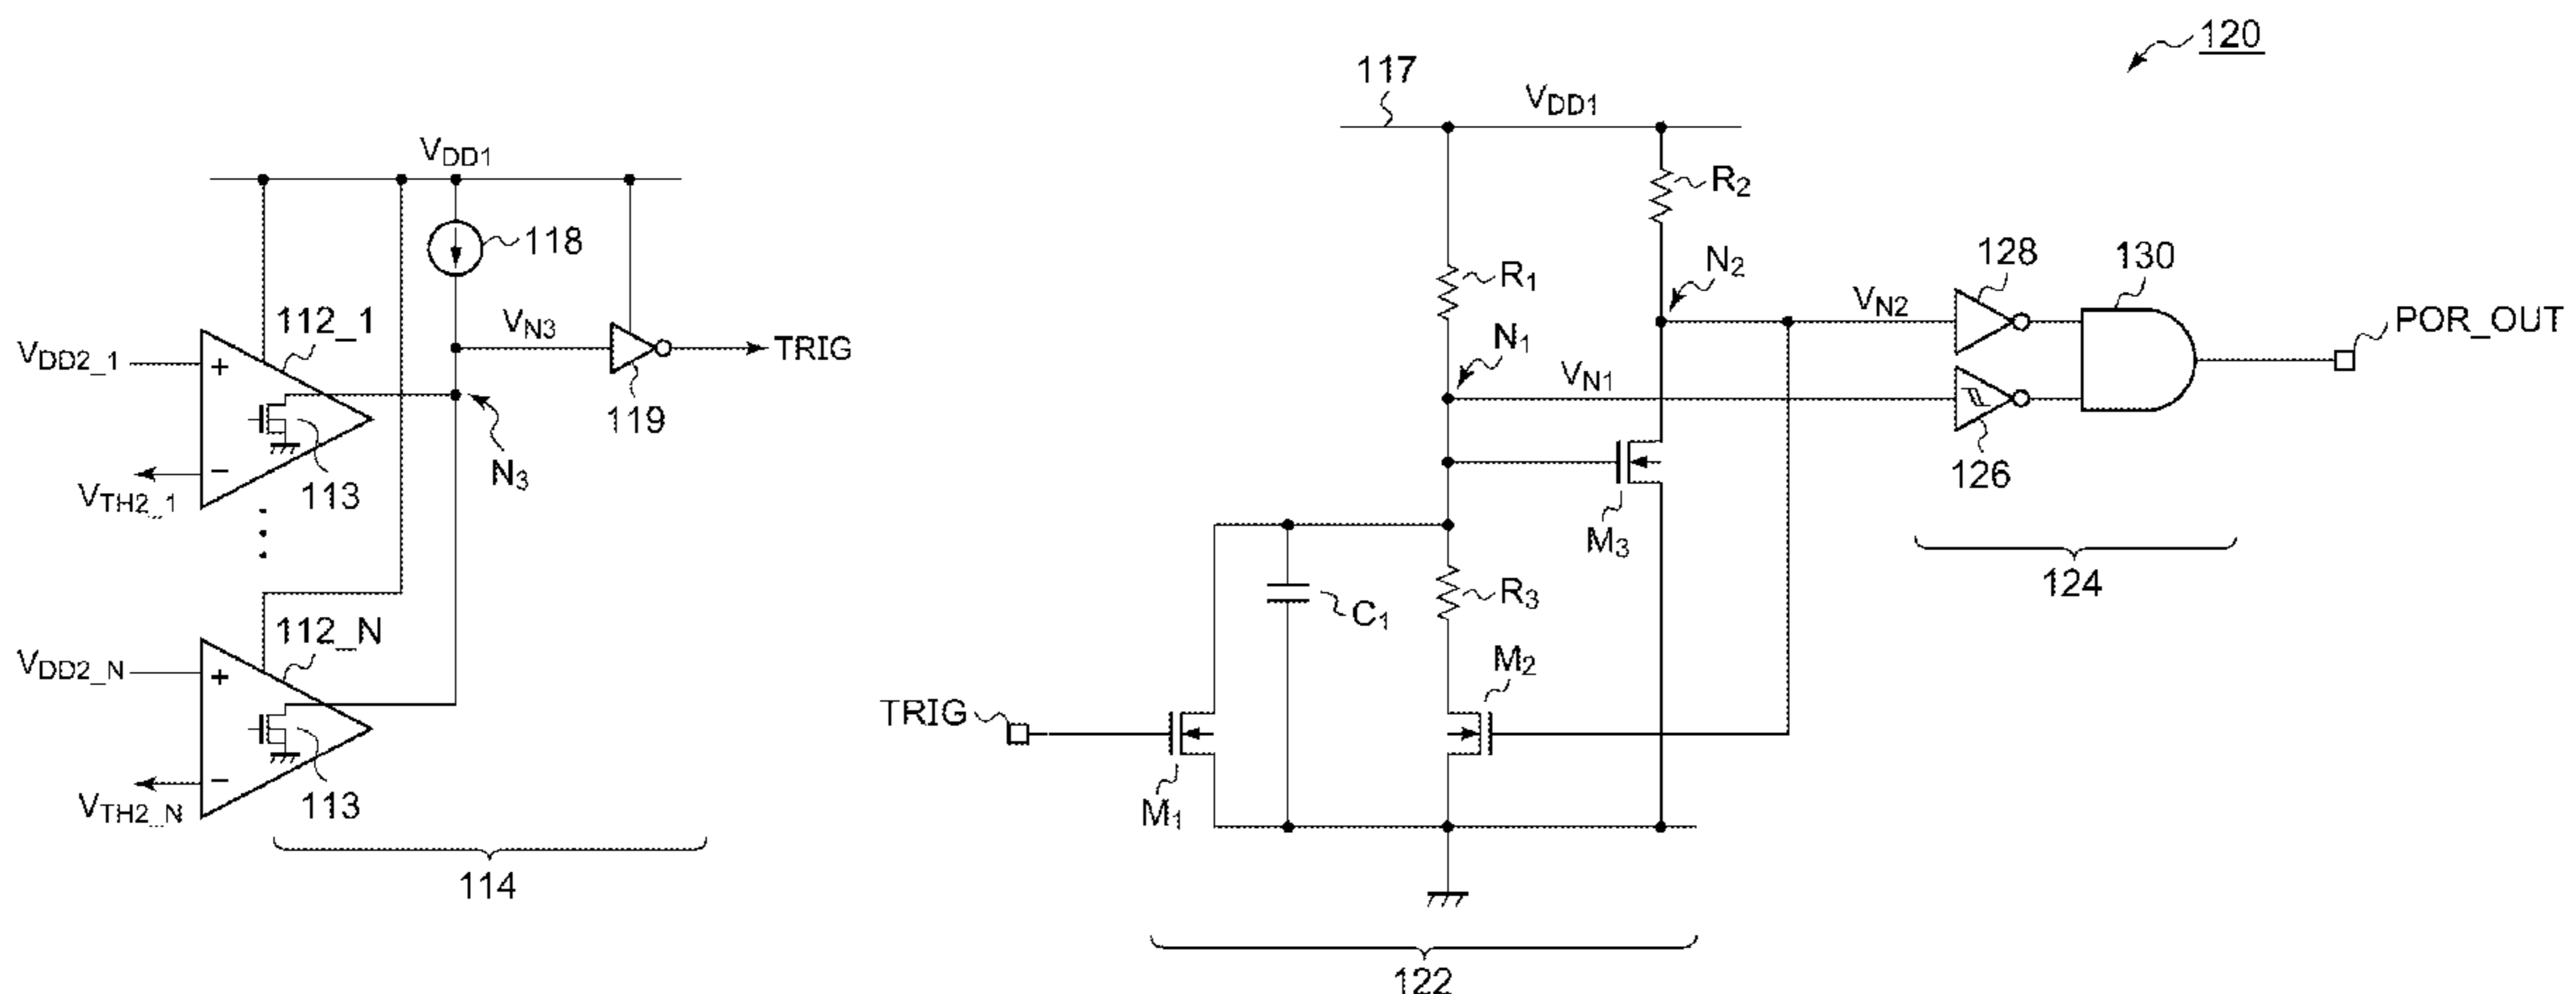 120
117
VDD1
VDD1
R2
118
128
130
N2
R1
112_1
VN3
VN2
POR_OUT
VDD2_1
+
TRIG
N1
VN1
119
−
N3
126
VTH2_1
113
M3
124
R3
C1
112_N
VDD2_N
+
M2
TRIG
−
VTH2_N
113
M1
114
122